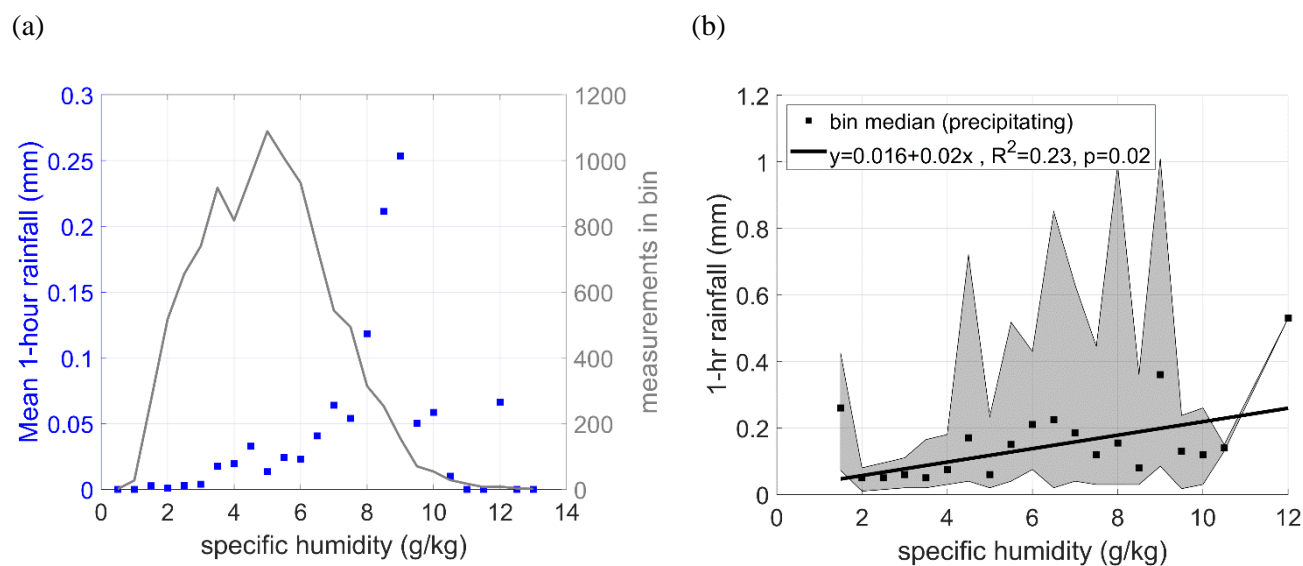 (a)
(b)
0.3
0.25
0.2
0.15
0.1
0.05
0
Mean 1-hour rainfall (mm)
1200
1000
800
600
400
200
0
measurements in bin
0 2 4 6 8 10 12 14
specific humidity (g/kg)
1.2
1
0.8
0.6
0.4
0.2
0
1-hr rainfall (mm)
bin median (precipitating)
y=0.016+0.02x , R²=0.23, p=0.02
0 2 4 6 8 10 12
specific humidity (g/kg)